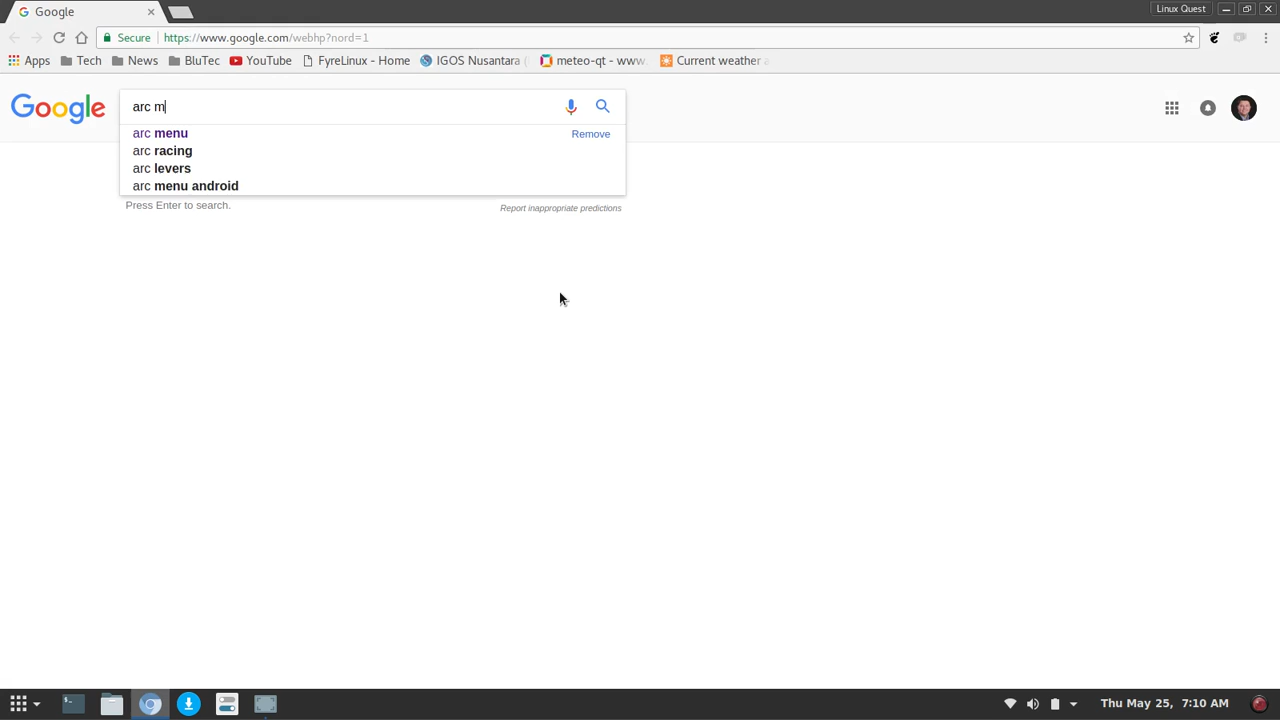 Google
Linux Quest
Secure https://www.google.com/webhp?nord=1
Apps Tech News BluTec YouTube FyreLinux - Home IGOS Nusantara ( meteo-qt - www. Current weather a
Google arc m
arc menu Remove
arc racing
arc levers
arc menu android
Press Enter to search. Report inappropriate predictions
Thu May 25, 7:10 AM